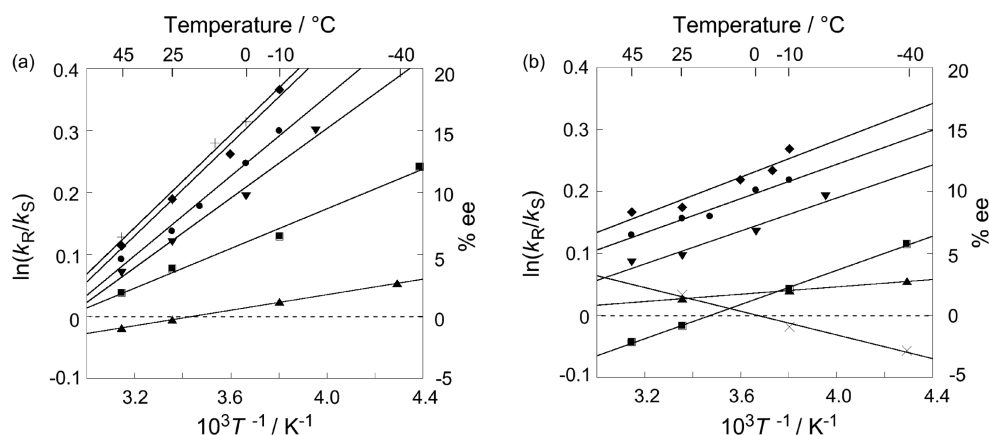 Temperature / °C
Temperature / °C
(a)
45 25 0 -10 -40
(b)
45 25 0 -10 -40
0.4
0.3
0.2
0.1
0
-0.1
ln(kR/kS)
20
15
10
5
0
-5
% ee
3.2 3.6 4.0 4.4
10³T ⁻¹ / K⁻¹
0.4
0.3
0.2
0.1
0
-0.1
ln(kR/kS)
20
15
10
5
0
-5
% ee
3.2 3.6 4.0 4.4
10³T ⁻¹ / K⁻¹